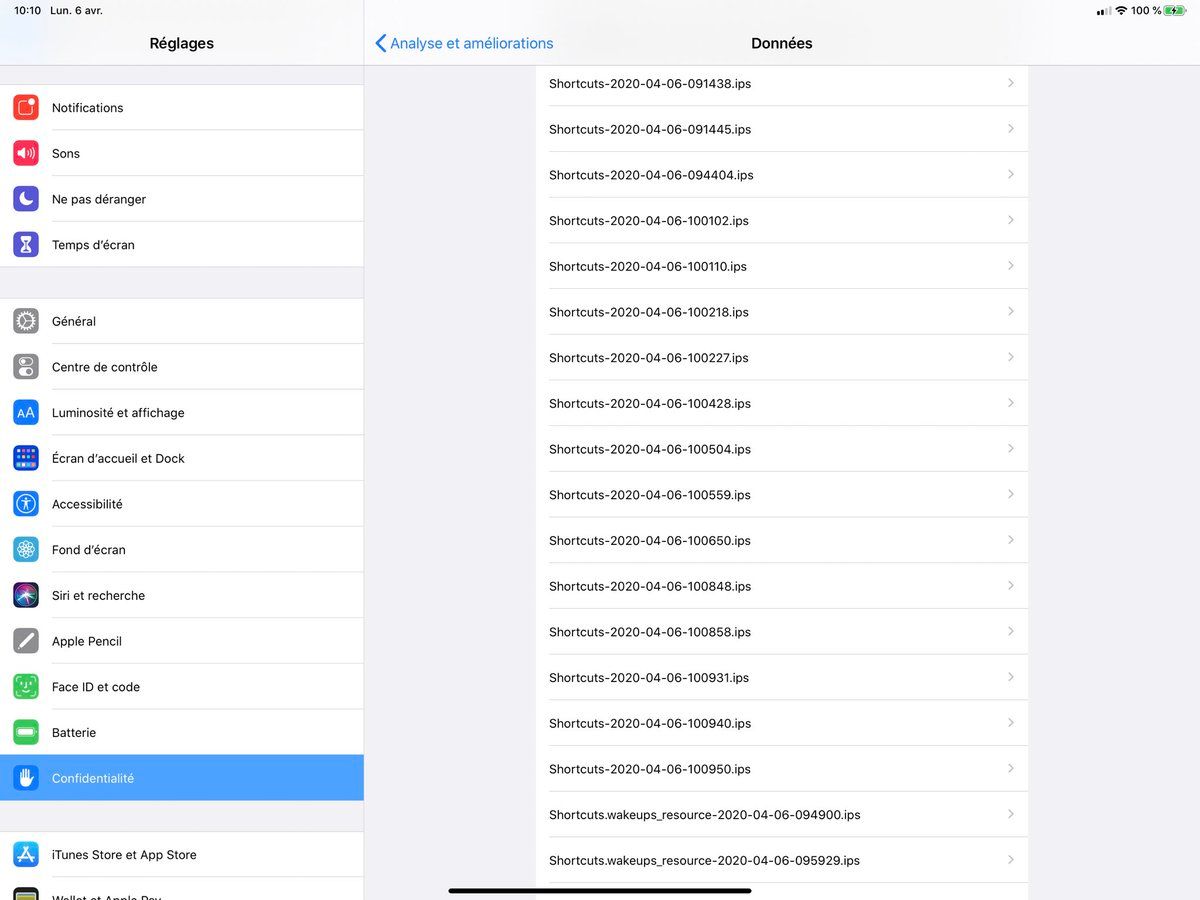 10:10 Lun. 6 avr.
100 %
Réglages
Analyse et améliorations
Données
Notifications
Sons
Ne pas déranger
Temps d'écran
Général
Centre de contrôle
AA Luminosité et affichage
Écran d'accueil et Dock
Accessibilité
Fond d'écran
Siri et recherche
Apple Pencil
Face ID et code
Batterie
Confidentialité
iTunes Store et App Store
Wallet et Apple Pay
Shortcuts-2020-04-06-091438.ips
Shortcuts-2020-04-06-091445.ips
Shortcuts-2020-04-06-094404.ips
Shortcuts-2020-04-06-100102.ips
Shortcuts-2020-04-06-100110.ips
Shortcuts-2020-04-06-100218.ips
Shortcuts-2020-04-06-100227.ips
Shortcuts-2020-04-06-100428.ips
Shortcuts-2020-04-06-100504.ips
Shortcuts-2020-04-06-100559.ips
Shortcuts-2020-04-06-100650.ips
Shortcuts-2020-04-06-100848.ips
Shortcuts-2020-04-06-100858.ips
Shortcuts-2020-04-06-100931.ips
Shortcuts-2020-04-06-100940.ips
Shortcuts-2020-04-06-100950.ips
Shortcuts.wakeups_resource-2020-04-06-094900.ips
Shortcuts.wakeups_resource-2020-04-06-095929.ips